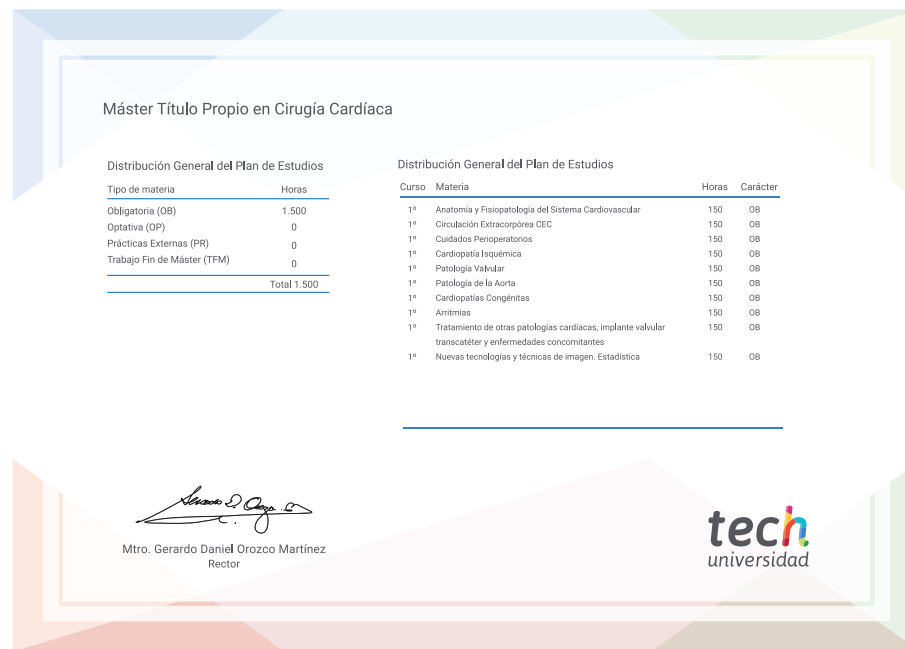 Máster Título Propio en Cirugía Cardíaca
Distribución General del Plan de Estudios
Tipo de materia Horas
Obligatoria (OB) 1.500
Optativa (OP) 0
Prácticas Externas (PR) 0
Trabajo Fin de Máster (TFM) 0
Total 1.500
Distribución General del Plan de Estudios
Curso Materia Horas Carácter
1º Anatomía y Fisiopatología del Sistema Cardiovascular 150 OB
1º Circulación Extracorpórea CEC 150 OB
1º Cuidados Perioperatorios 150 OB
1º Cardiopatía Isquémica 150 OB
1º Patología Valvular 150 OB
1º Patología de la Aorta 150 OB
1º Cardiopatías Congénitas 150 OB
1º Arritmias 150 OB
1º Tratamiento de otras patologías cardíacas, implante valvular 150 OB
transcatéter y enfermedades concomitantes
1º Nuevas tecnologías y técnicas de imagen. Estadística 150 OB
Mtro. Gerardo Daniel Orozco Martínez
Rector
tech
universidad